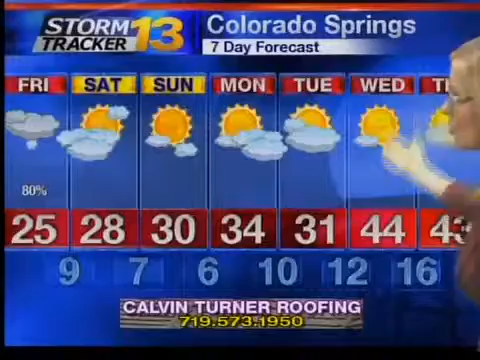 STORM
TRACKER 13
Colorado Springs
7 Day Forecast
FRI SAT SUN MON TUE WED
80%
25 28 30 34 31 44 43
9 7 6 10 12 16
CALVIN TURNER ROOFING
719.573.1950